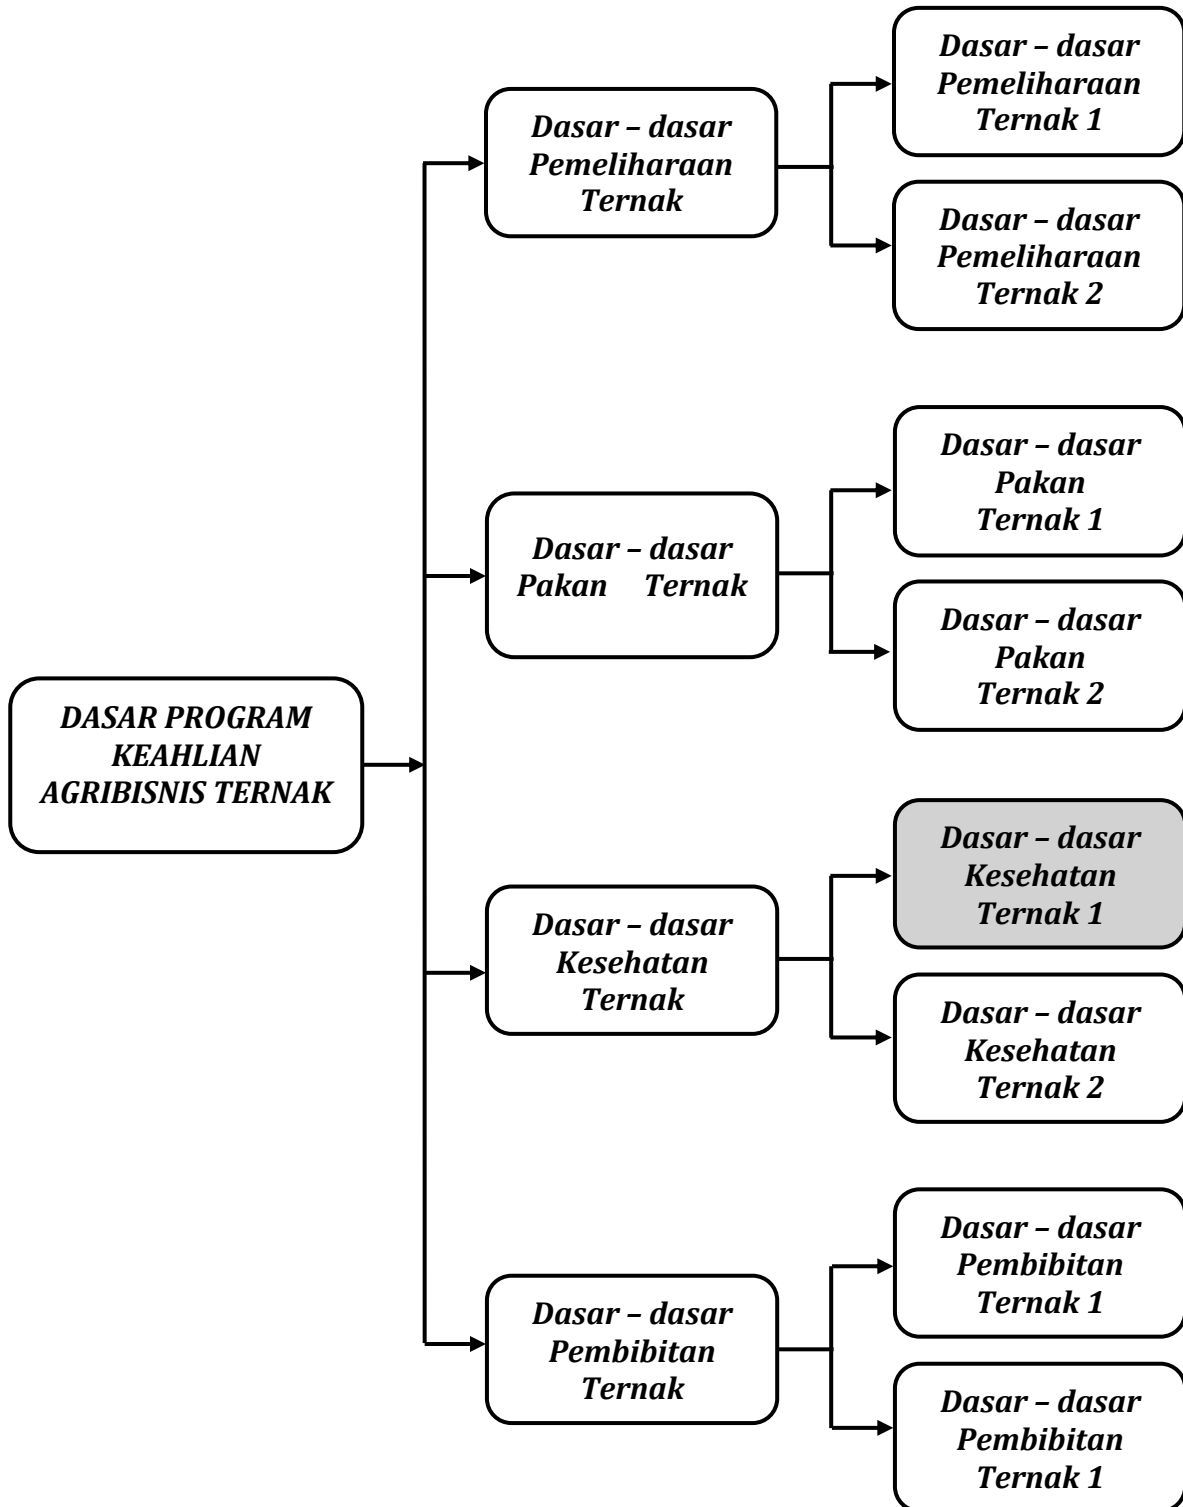 Dasar – dasar
Pemeliharaan
Ternak 1
Dasar – dasar
Pemeliharaan
Ternak
Dasar – dasar
Pemeliharaan
Ternak 2
Dasar – dasar
Pakan
Ternak 1
Dasar – dasar
Pakan Ternak
Dasar – dasar
Pakan
Ternak 2
DASAR PROGRAM
KEAHLIAN
AGRIBISNIS TERNAK
Dasar – dasar
Kesehatan
Ternak 1
Dasar – dasar
Kesehatan
Ternak
Dasar – dasar
Kesehatan
Ternak 2
Dasar – dasar
Pembibitan
Ternak 1
Dasar – dasar
Pembibitan
Ternak
Dasar – dasar
Pembibitan
Ternak 1